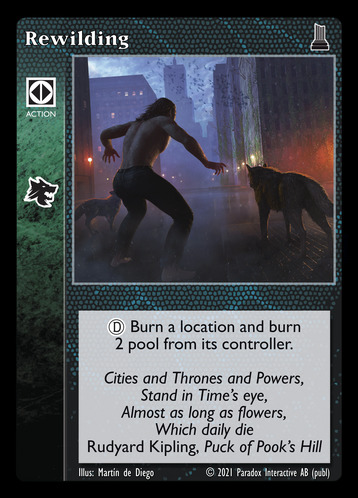 Rewilding
ACTION
Ⓓ Burn a location and burn
2 pool from its controller.
Cities and Thrones and Powers,
Stand in Time's eye,
Almost as long as flowers,
Which daily die
Rudyard Kipling, Puck of Pook's Hill
Illus: Martín de Diego
© 2021 Paradox Interactive AB (publ)